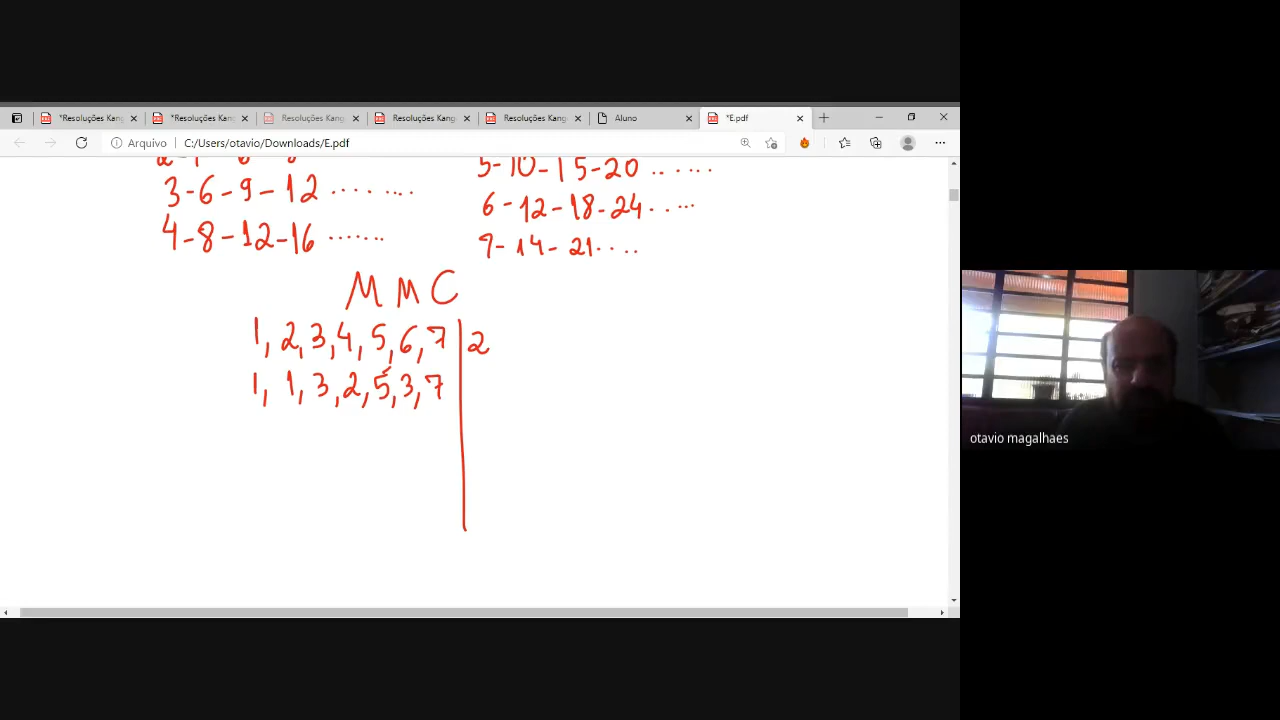 *Resoluções Kang
*Resoluções Kang
Resoluções Kang
Resoluções Kang
Resoluções Kang
Aluno
*E.pdf
Arquivo
C:/Users/otavio/Downloads/E.pdf
5-10-15-20 .. .. ...
3-6-9-12 .... ....
6-12-18-24 .. ...
4-8-12-16 .......
7-14-21 ....
MMC
1, 2, 3, 4, 5, 6, 7 | 2
1, 1, 3, 2, 5, 3, 7
otavio magalhaes